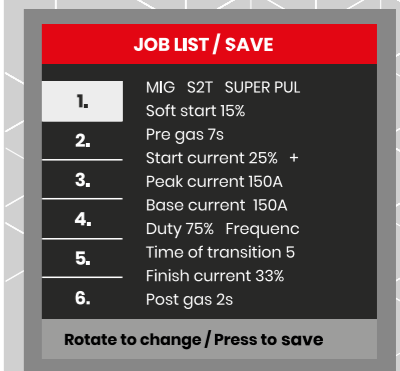 JOB LIST / SAVE
1.
2.
3.
4.
5.
6.
MIG S2T SUPER PUL
Soft start 15%
Pre gas 7s
Start current 25% +
Peak current 150A
Base current 150A
Duty 75% Frequenc
Time of transition 5
Finish current 33%
Post gas 2s
Rotate to change / Press to save